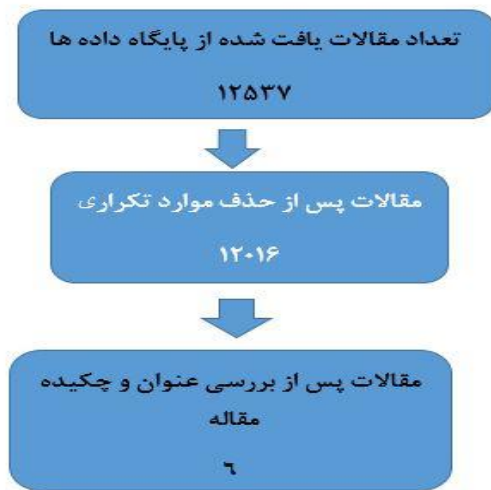 تعداد مقالات یافت شده از پایگاه داده ها
۱۲۵۳۷
مقالات پس از حذف موارد تکراری
۱۲۰۱۶
مقالات پس از بررسی عنوان و چکیده
مقاله
٦